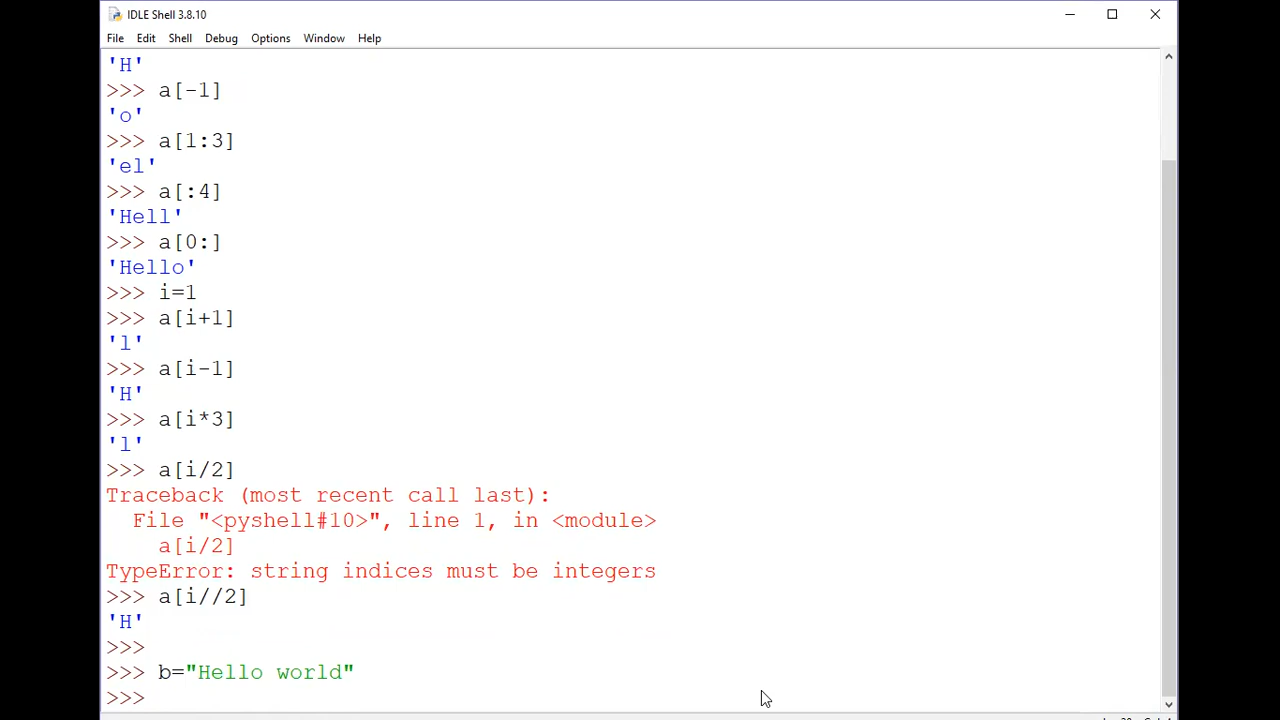 IDLE Shell 3.8.10
File Edit Shell Debug Options Window Help
'H'
>>> a[-1]
'o'
>>> a[1:3]
'el'
>>> a[:4]
'Hell'
>>> a[0:]
'Hello'
>>> i=1
>>> a[i+1]
'l'
>>> a[i-1]
'H'
>>> a[i*3]
'l'
>>> a[i/2]
Traceback (most recent call last):
  File "<pyshell#10>", line 1, in <module>
    a[i/2]
TypeError: string indices must be integers
>>> a[i//2]
'H'
>>>
>>> b="Hello world"
>>>